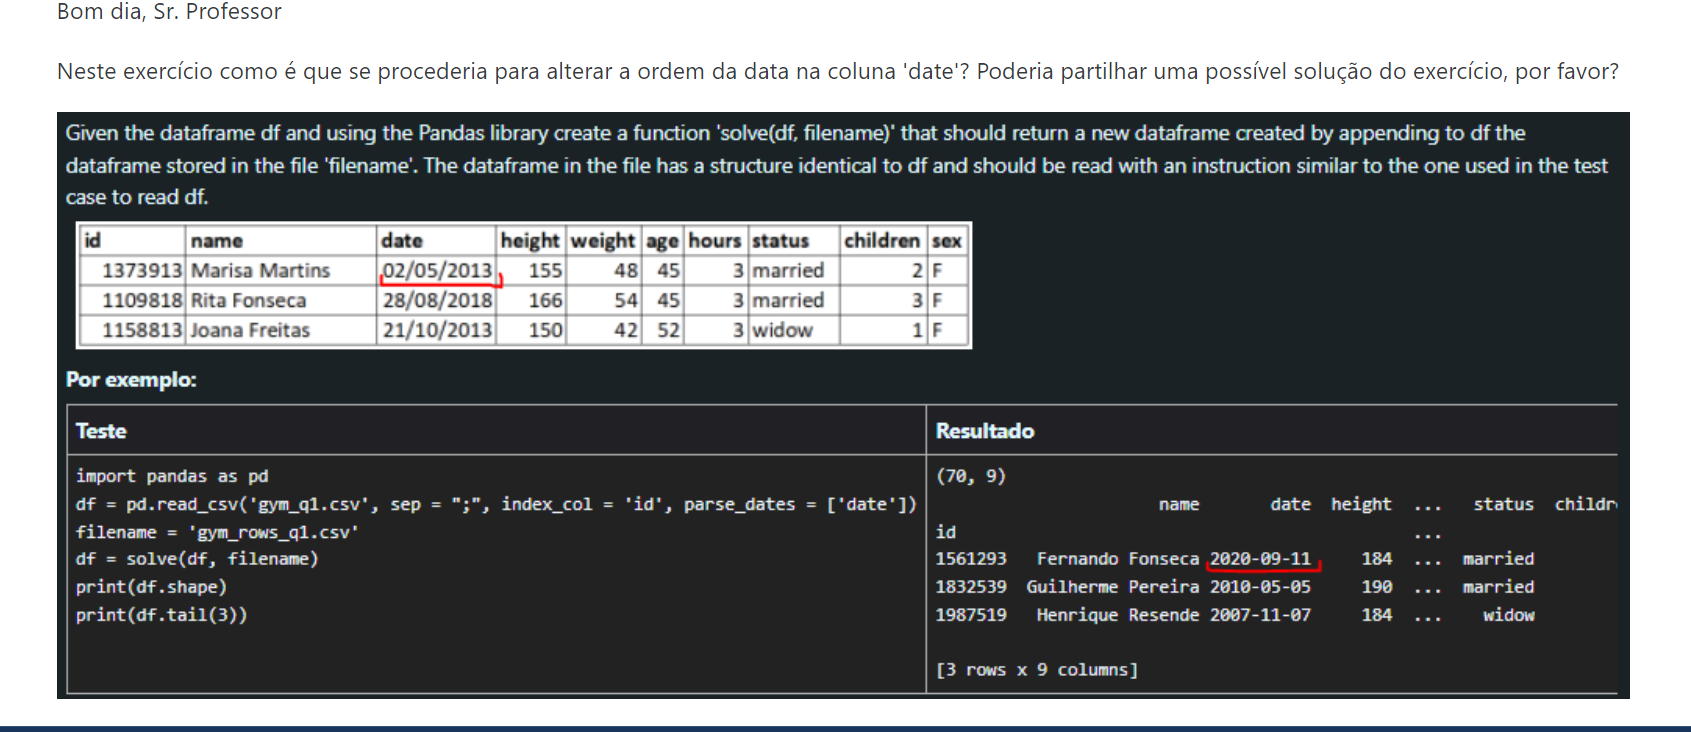 Bom dia, Sr. Professor
Neste exercício como é que se procederia para alterar a ordem da data na coluna 'date'? Poderia partilhar uma possível solução do exercício, por favor?
Given the dataframe df and using the Pandas library create a function 'solve(df, filename)' that should return a new dataframe created by appending to df the
dataframe stored in the file 'filename'. The dataframe in the file has a structure identical to df and should be read with an instruction similar to the one used in the test
case to read df.
id name date height weight age hours status children sex
1373913 Marisa Martins 02/05/2013 155 48 45 3 married 2 F
1109818 Rita Fonseca 28/08/2018 166 54 45 3 married 3 F
1158813 Joana Freitas 21/10/2013 150 42 52 3 widow 1 F
Por exemplo:
Teste Resultado
import pandas as pd
df = pd.read_csv('gym_q1.csv', sep = ";", index_col = 'id', parse_dates = ['date'])
filename = 'gym_rows_q1.csv'
df = solve(df, filename)
print(df.shape)
print(df.tail(3))
(70, 9)
name date height ... status childr
id ...
1561293 Fernando Fonseca 2020-09-11 184 ... married
1832539 Guilherme Pereira 2010-05-05 190 ... married
1987519 Henrique Resende 2007-11-07 184 ... widow
[3 rows x 9 columns]